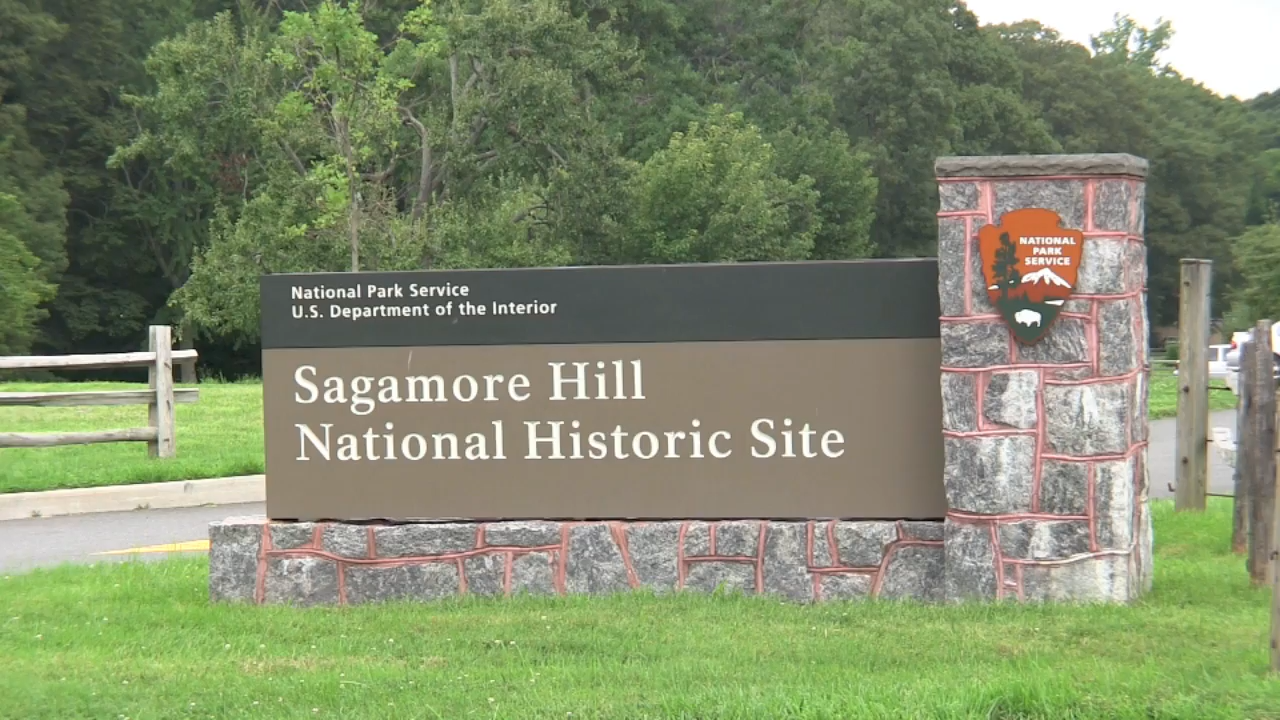 National Park Service
U.S. Department of the Interior
Sagamore Hill
National Historic Site
NATIONAL
PARK
SERVICE